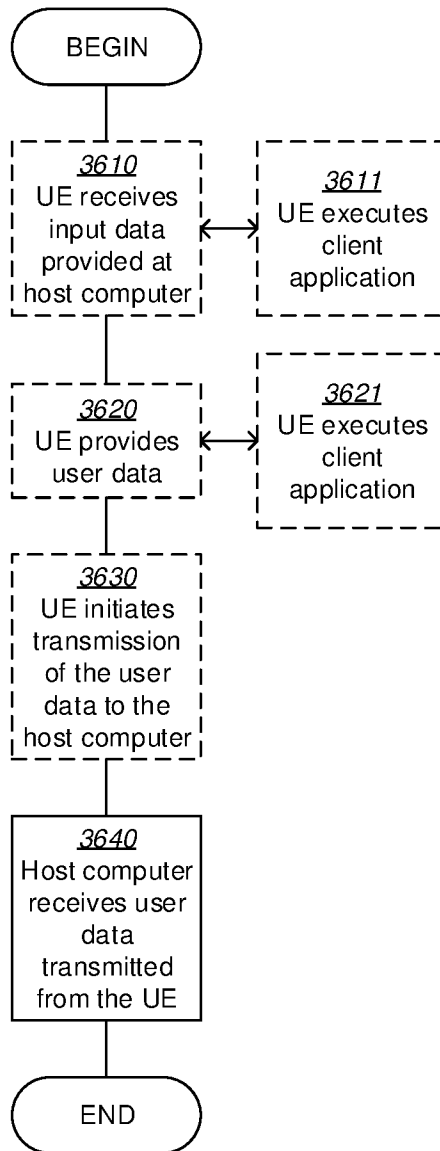 BEGIN
3610
UE receives
input data
provided at
host computer
3611
UE executes
client
application
3620
UE provides
user data
3621
UE executes
client
application
3630
UE initiates
transmission
of the user
data to the
host computer
3640
Host computer
receives user
data
transmitted
from the UE
END